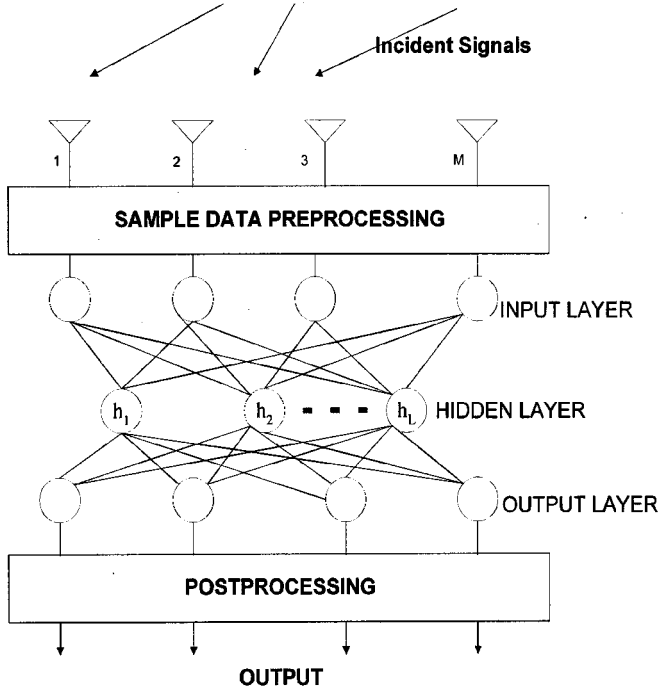 Incident Signals
1 2 3 M
SAMPLE DATA PREPROCESSING
INPUT LAYER
h1 h2 hL HIDDEN LAYER
OUTPUT LAYER
POSTPROCESSING
OUTPUT